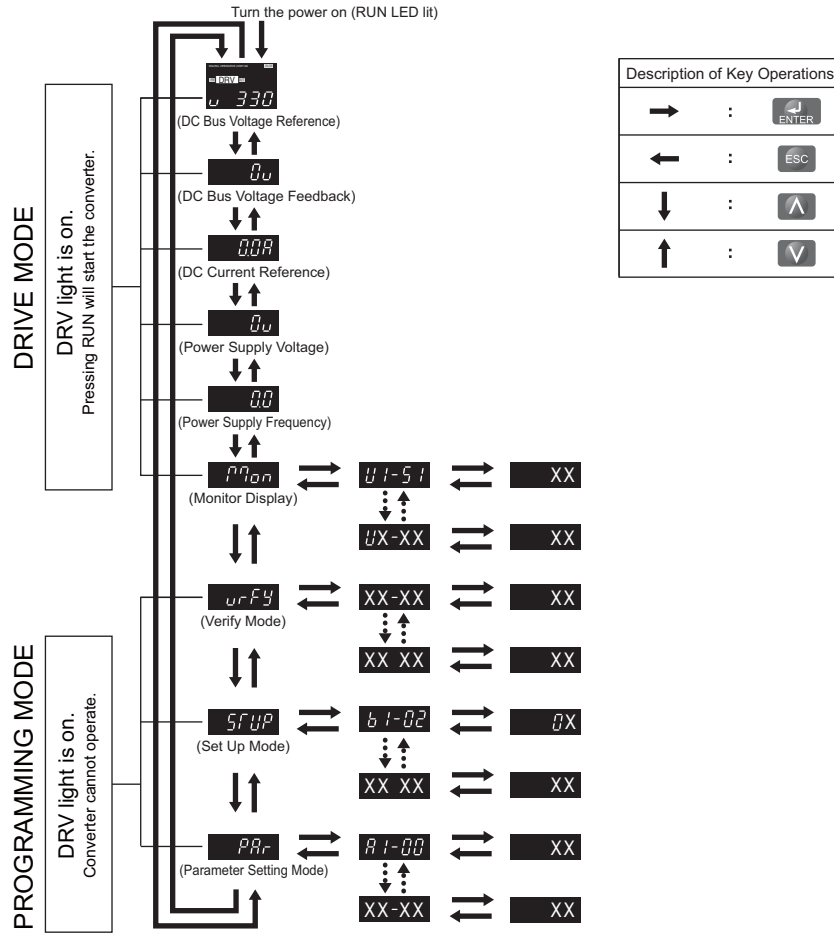 Turn the power on (RUN LED lit)
DRV
u 330
(DC Bus Voltage Reference)
0u
(DC Bus Voltage Feedback)
0.0A
(DC Current Reference)
0u
(Power Supply Voltage)
0.0
(Power Supply Frequency)
Mon
U1-51
XX
(Monitor Display)
UX-XX
XX
urFY
XX-XX
XX
(Verify Mode)
XX XX
XX
STUP
b1-02
0X
(Set Up Mode)
XX XX
XX
PAr
A1-00
XX
(Parameter Setting Mode)
XX-XX
XX
DRIVE MODE
DRV light is on.
Pressing RUN will start the converter.
PROGRAMMING MODE
DRV light is on.
Converter cannot operate.
Description of Key Operations
→ : ENTER
← : ESC
↓ : ∧
↑ : ∨